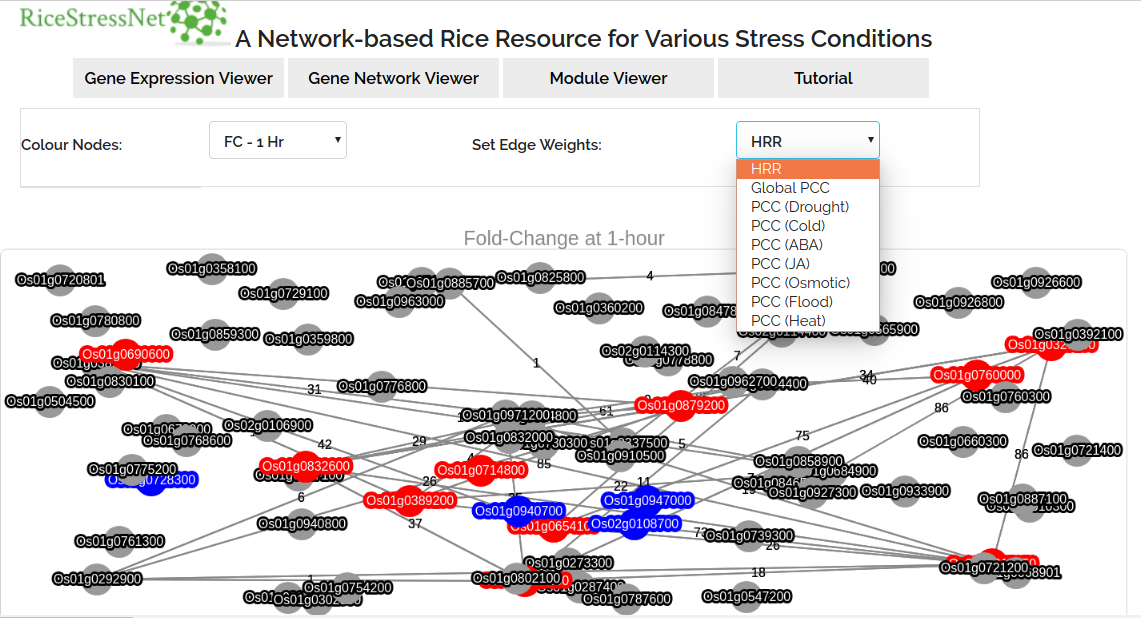 RiceStressNet
A Network-based Rice Resource for Various Stress Conditions
Gene Expression Viewer
Gene Network Viewer
Module Viewer
Tutorial
Colour Nodes:
FC - 1 Hr
Set Edge Weights:
HRR
HRR
Global PCC
PCC (Drought)
PCC (Cold)
PCC (ABA)
PCC (JA)
PCC (Osmotic)
PCC (Flood)
PCC (Heat)
Fold-Change at 1-hour
Os01g0720801
Os01g0358100
Os01g0729100
Os01g0885700
Os01g0963000
Os01g0825800
4
Os01g0360200
Os01g0926800
Os01g0926600
Os01g0780800
Os01g0859300
Os01g0359800
Os01g0690600
Os01g0830100
Os01g0504500
31
Os01g0776800
1
Os02g0114300
7
Os01g0962700
34
40
Os01g0392100
Os01g0760000
Os01g0760300
86
Os01g0879200
61
Os02g0106900
Os01g0768600
42
29
Os01g0832000
85
5
Os01g0910500
75
Os01g0660300
86
Os01g0721400
Os01g0775200
Os01g0832600
6
26
Os01g0714800
22
11
Os01g0858900
Os01g0927300
Os01g0933900
Os01g0887100
Os01g0389200
37
Os01g0940700
Os01g0947000
Os02g0108700
Os01g0940800
Os01g0761300
Os01g0739300
26
Os01g0292900
Os01g0273300
Os01g0802100
18
Os01g0721200
Os01g0754200
Os01g0787600
Os01g0547200